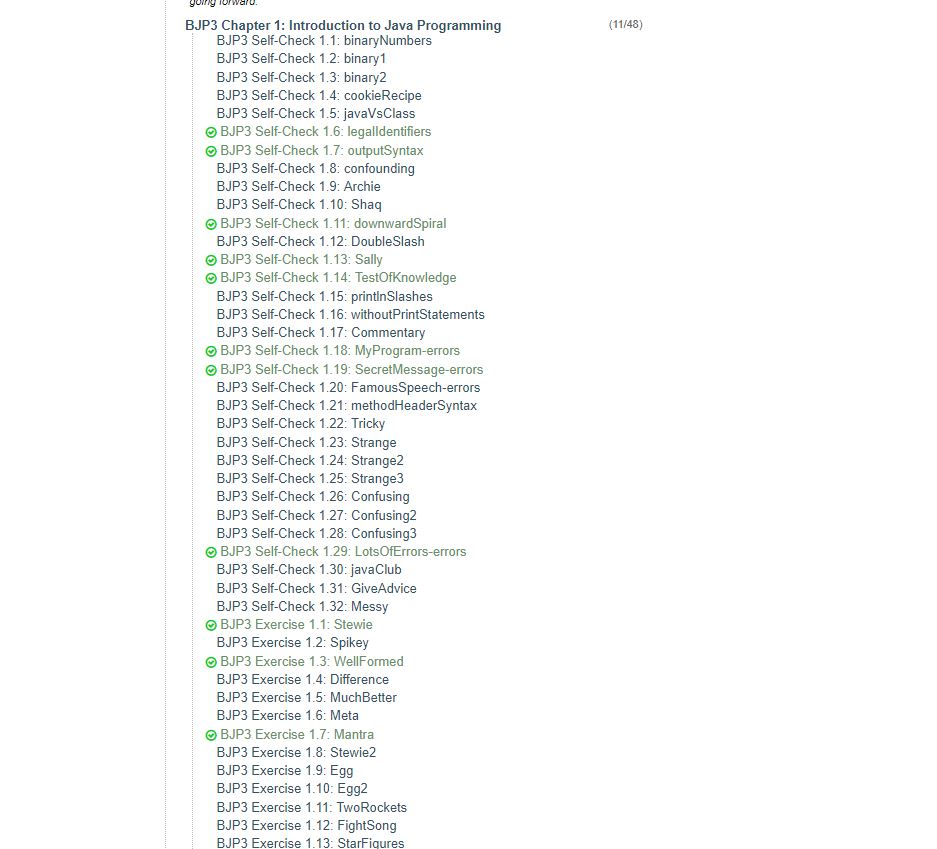 going forward.
BJP3 Chapter 1: Introduction to Java Programming (11/48)
BJP3 Self-Check 1.1: binaryNumbers
BJP3 Self-Check 1.2: binary1
BJP3 Self-Check 1.3: binary2
BJP3 Self-Check 1.4: cookieRecipe
BJP3 Self-Check 1.5: javaVsClass
BJP3 Self-Check 1.6: legalIdentifiers
BJP3 Self-Check 1.7: outputSyntax
BJP3 Self-Check 1.8: confounding
BJP3 Self-Check 1.9: Archie
BJP3 Self-Check 1.10: Shaq
BJP3 Self-Check 1.11: downwardSpiral
BJP3 Self-Check 1.12: DoubleSlash
BJP3 Self-Check 1.13: Sally
BJP3 Self-Check 1.14: TestOfKnowledge
BJP3 Self-Check 1.15: printlnSlashes
BJP3 Self-Check 1.16: withoutPrintStatements
BJP3 Self-Check 1.17: Commentary
BJP3 Self-Check 1.18: MyProgram-errors
BJP3 Self-Check 1.19: SecretMessage-errors
BJP3 Self-Check 1.20: FamousSpeech-errors
BJP3 Self-Check 1.21: methodHeaderSyntax
BJP3 Self-Check 1.22: Tricky
BJP3 Self-Check 1.23: Strange
BJP3 Self-Check 1.24: Strange2
BJP3 Self-Check 1.25: Strange3
BJP3 Self-Check 1.26: Confusing
BJP3 Self-Check 1.27: Confusing2
BJP3 Self-Check 1.28: Confusing3
BJP3 Self-Check 1.29: LotsOfErrors-errors
BJP3 Self-Check 1.30: javaClub
BJP3 Self-Check 1.31: GiveAdvice
BJP3 Self-Check 1.32: Messy
BJP3 Exercise 1.1: Stewie
BJP3 Exercise 1.2: Spikey
BJP3 Exercise 1.3: WellFormed
BJP3 Exercise 1.4: Difference
BJP3 Exercise 1.5: MuchBetter
BJP3 Exercise 1.6: Meta
BJP3 Exercise 1.7: Mantra
BJP3 Exercise 1.8: Stewie2
BJP3 Exercise 1.9: Egg
BJP3 Exercise 1.10: Egg2
BJP3 Exercise 1.11: TwoRockets
BJP3 Exercise 1.12: FightSong
BJP3 Exercise 1.13: StarFigures